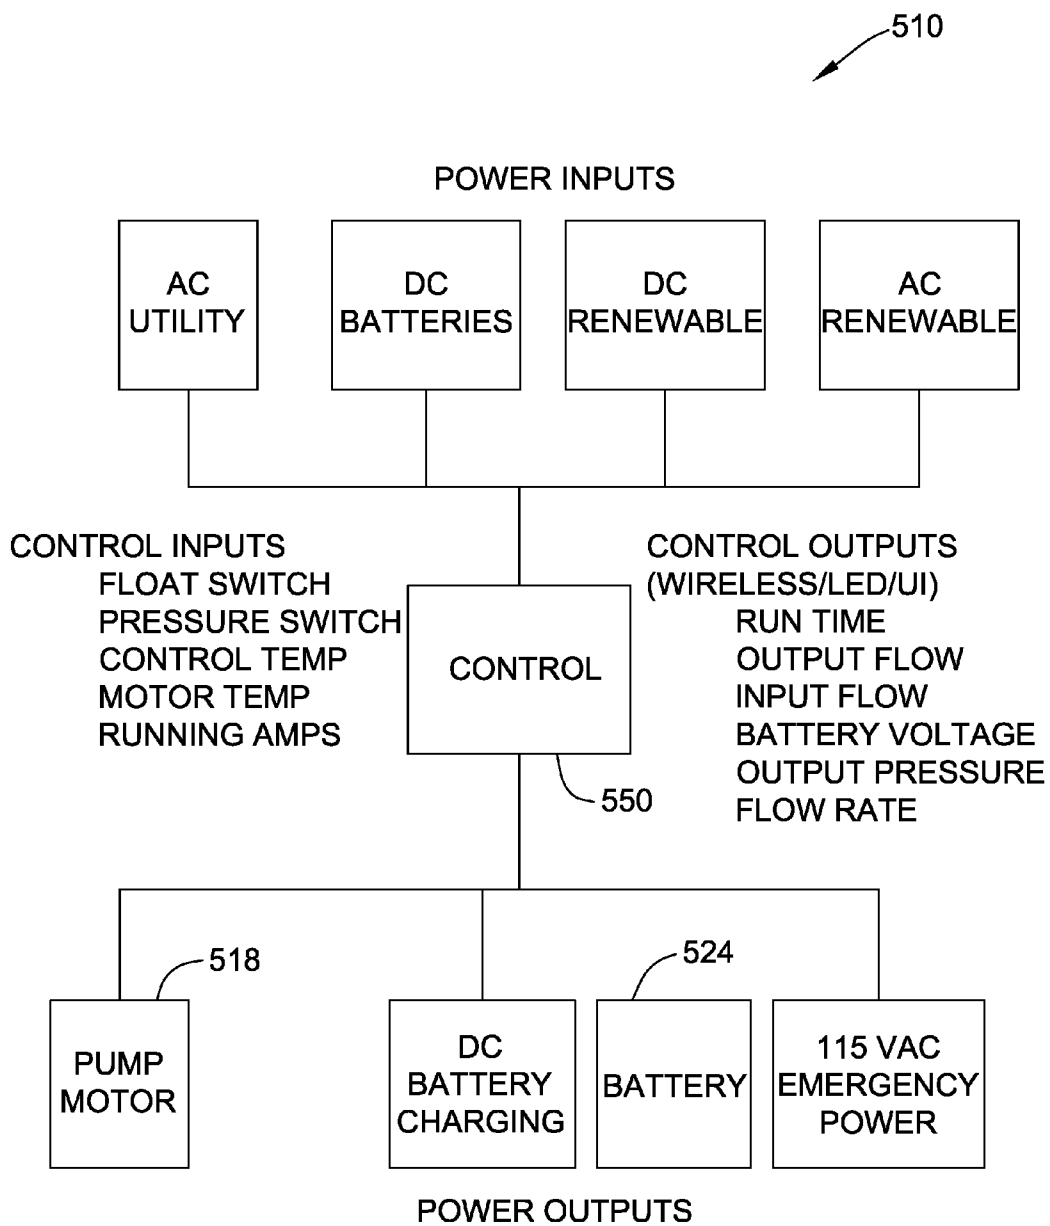 510
POWER INPUTS
AC
UTILITY
DC
BATTERIES
DC
RENEWABLE
AC
RENEWABLE
CONTROL INPUTS
FLOAT SWITCH
PRESSURE SWITCH
CONTROL TEMP
MOTOR TEMP
RUNNING AMPS
CONTROL
550
CONTROL OUTPUTS
(WIRELESS/LED/UI)
RUN TIME
OUTPUT FLOW
INPUT FLOW
BATTERY VOLTAGE
OUTPUT PRESSURE
FLOW RATE
518
PUMP
MOTOR
DC
BATTERY
CHARGING
524
BATTERY
115 VAC
EMERGENCY
POWER
POWER OUTPUTS